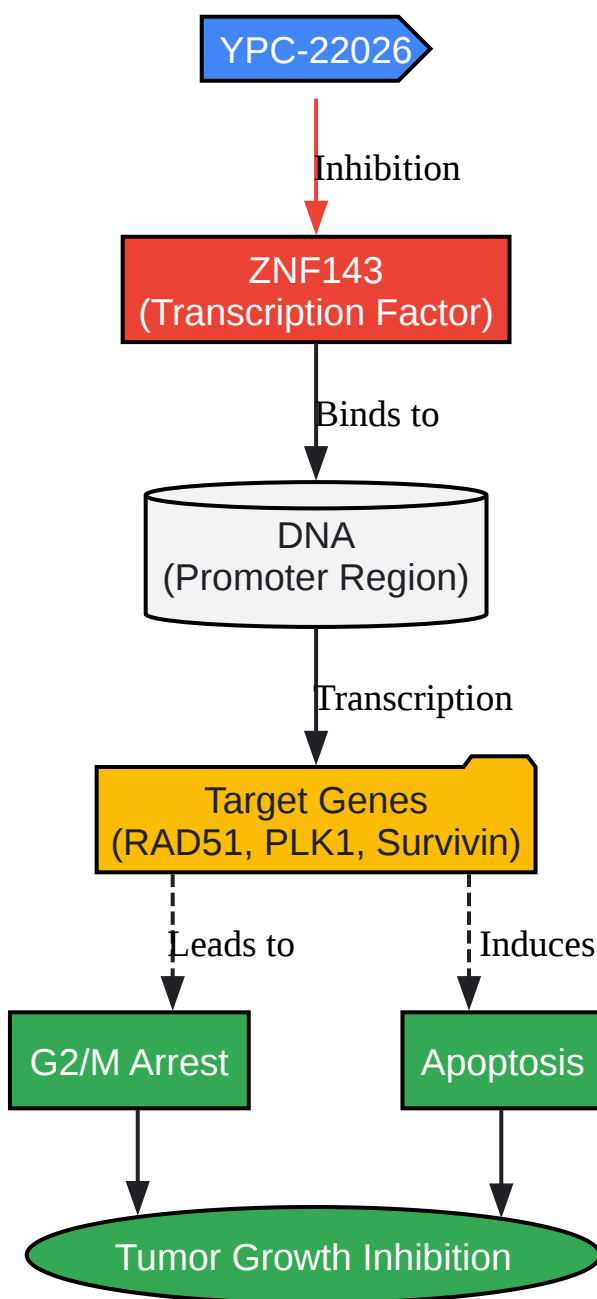 YPC-22026
Inhibition
ZNF143
(Transcription Factor)
Binds to
DNA
(Promoter Region)
Transcription
Target Genes
(RAD51, PLK1, Survivin)
Leads to
Induces
G2/M Arrest
Apoptosis
Tumor Growth Inhibition